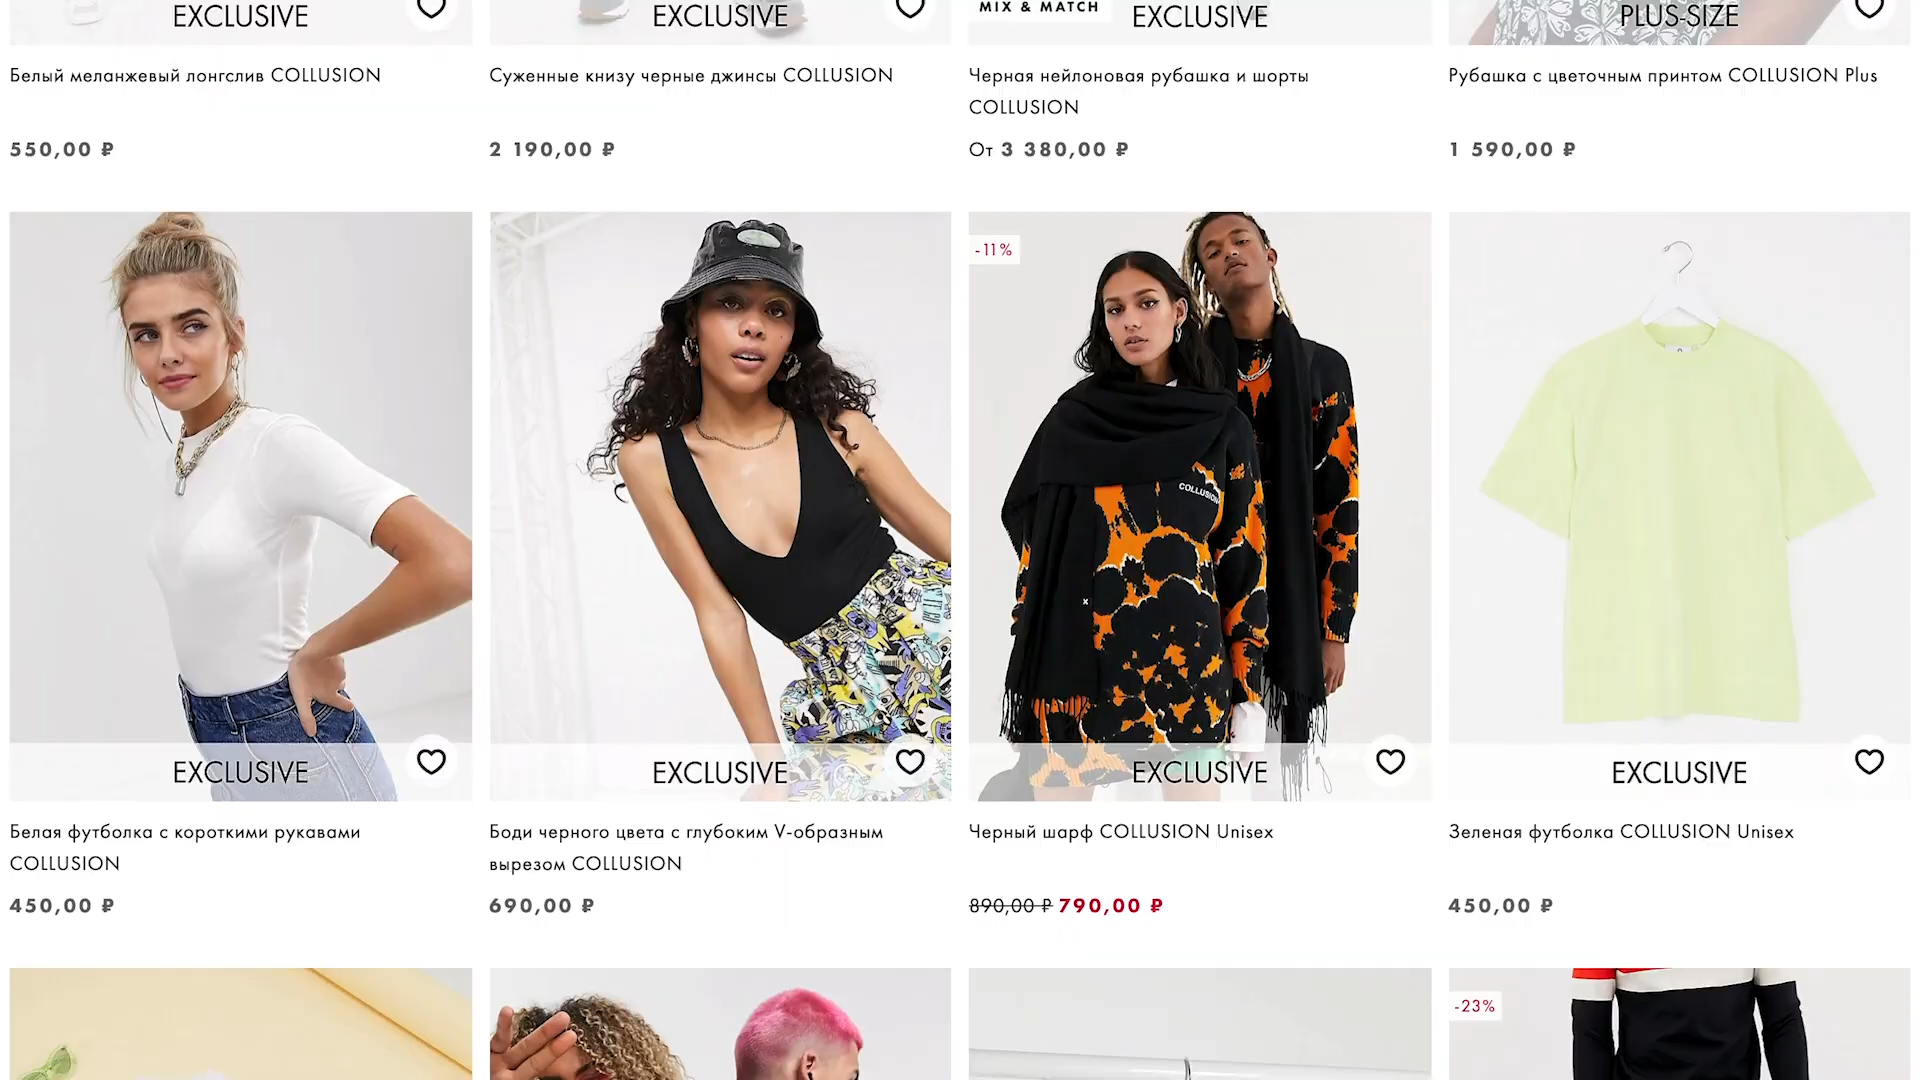 EXCLUSIVE
EXCLUSIVE
MIX & MATCH
EXCLUSIVE
PLUS-SIZE
Белый меланжевый лонгслив COLLUSION
550,00 ₽
Суженные книзу черные джинсы COLLUSION
2 190,00 ₽
Черная нейлоновая рубашка и шорты
COLLUSION
От 3 380,00 ₽
Рубашка с цветочным принтом COLLUSION Plus
1 590,00 ₽
EXCLUSIVE
Белая футболка с короткими рукавами
COLLUSION
450,00 ₽
EXCLUSIVE
Боди черного цвета с глубоким V-образным
вырезом COLLUSION
690,00 ₽
-11%
COLLUSION
X
EXCLUSIVE
Черный шарф COLLUSION Unisex
890,00 ₽ 790,00 ₽
EXCLUSIVE
Зеленая футболка COLLUSION Unisex
450,00 ₽
-23%